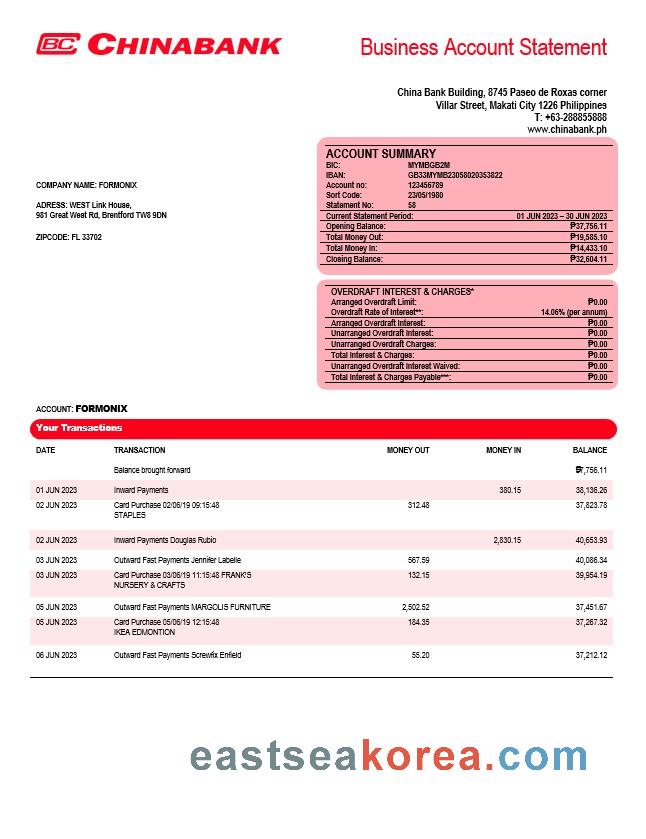 BC CHINABANK
Business Account Statement
China Bank Building, 8745 Paseo de Roxas corner
Villar Street, Makati City 1226 Philippines
T: +63-288855888
www.chinabank.ph
ACCOUNT SUMMARY
BIC: MYMBGB2M
IBAN: GB33MYMB23058020353822
Account no: 123456789
Sort Code: 23/05/1980
Statement No: 58
Current Statement Period: 01 JUN 2023 – 30 JUN 2023
Opening Balance: ₱37,756.11
Total Money Out: ₱19,585.10
Total Money In: ₱14,433.10
Closing Balance: ₱32,604.11
COMPANY NAME: FORMONIX
ADRESS: WEST Link House,
981 Great West Rd, Brentford TW8 9DN
ZIPCODE: FL 33702
OVERDRAFT INTEREST & CHARGES*
Arranged Overdraft Limit: ₱0.00
Overdraft Rate of Interest**: 14.06% (per annum)
Arranged Overdraft Interest: ₱0.00
Unarranged Overdraft Interest: ₱0.00
Unarranged Overdraft Charges: ₱0.00
Total Interest & Charges: ₱0.00
Unarranged Overdraft Interest Waived: ₱0.00
Total Interest & Charges Payable***: ₱0.00
ACCOUNT: FORMONIX
Your Transactions
DATE TRANSACTION MONEY OUT MONEY IN BALANCE
Balance brought forward 7,756.11
01 JUN 2023 Inward Payments 380.15 38,136.26
02 JUN 2023 Card Purchase 02/06/19 09:15:48 312.48 37,823.78
STAPLES
02 JUN 2023 Inward Payments Douglas Rubio 2,830.15 40,653.93
03 JUN 2023 Outward Fast Payments Jennifer Labelle 567.59 40,086.34
03 JUN 2023 Card Purchase 03/06/19 11:15:48 FRANK'S 132.15 39,954.19
NURSERY & CRAFTS
05 JUN 2023 Outward Fast Payments MARGOLIS FURNITURE 2,502.52 37,451.67
05 JUN 2023 Card Purchase 05/06/19 12:15:48 184.35 37,267.32
IKEA EDMONTION
06 JUN 2023 Outward Fast Payments Screwfix Enfield 55.20 37,212.12
eastseakorea.com